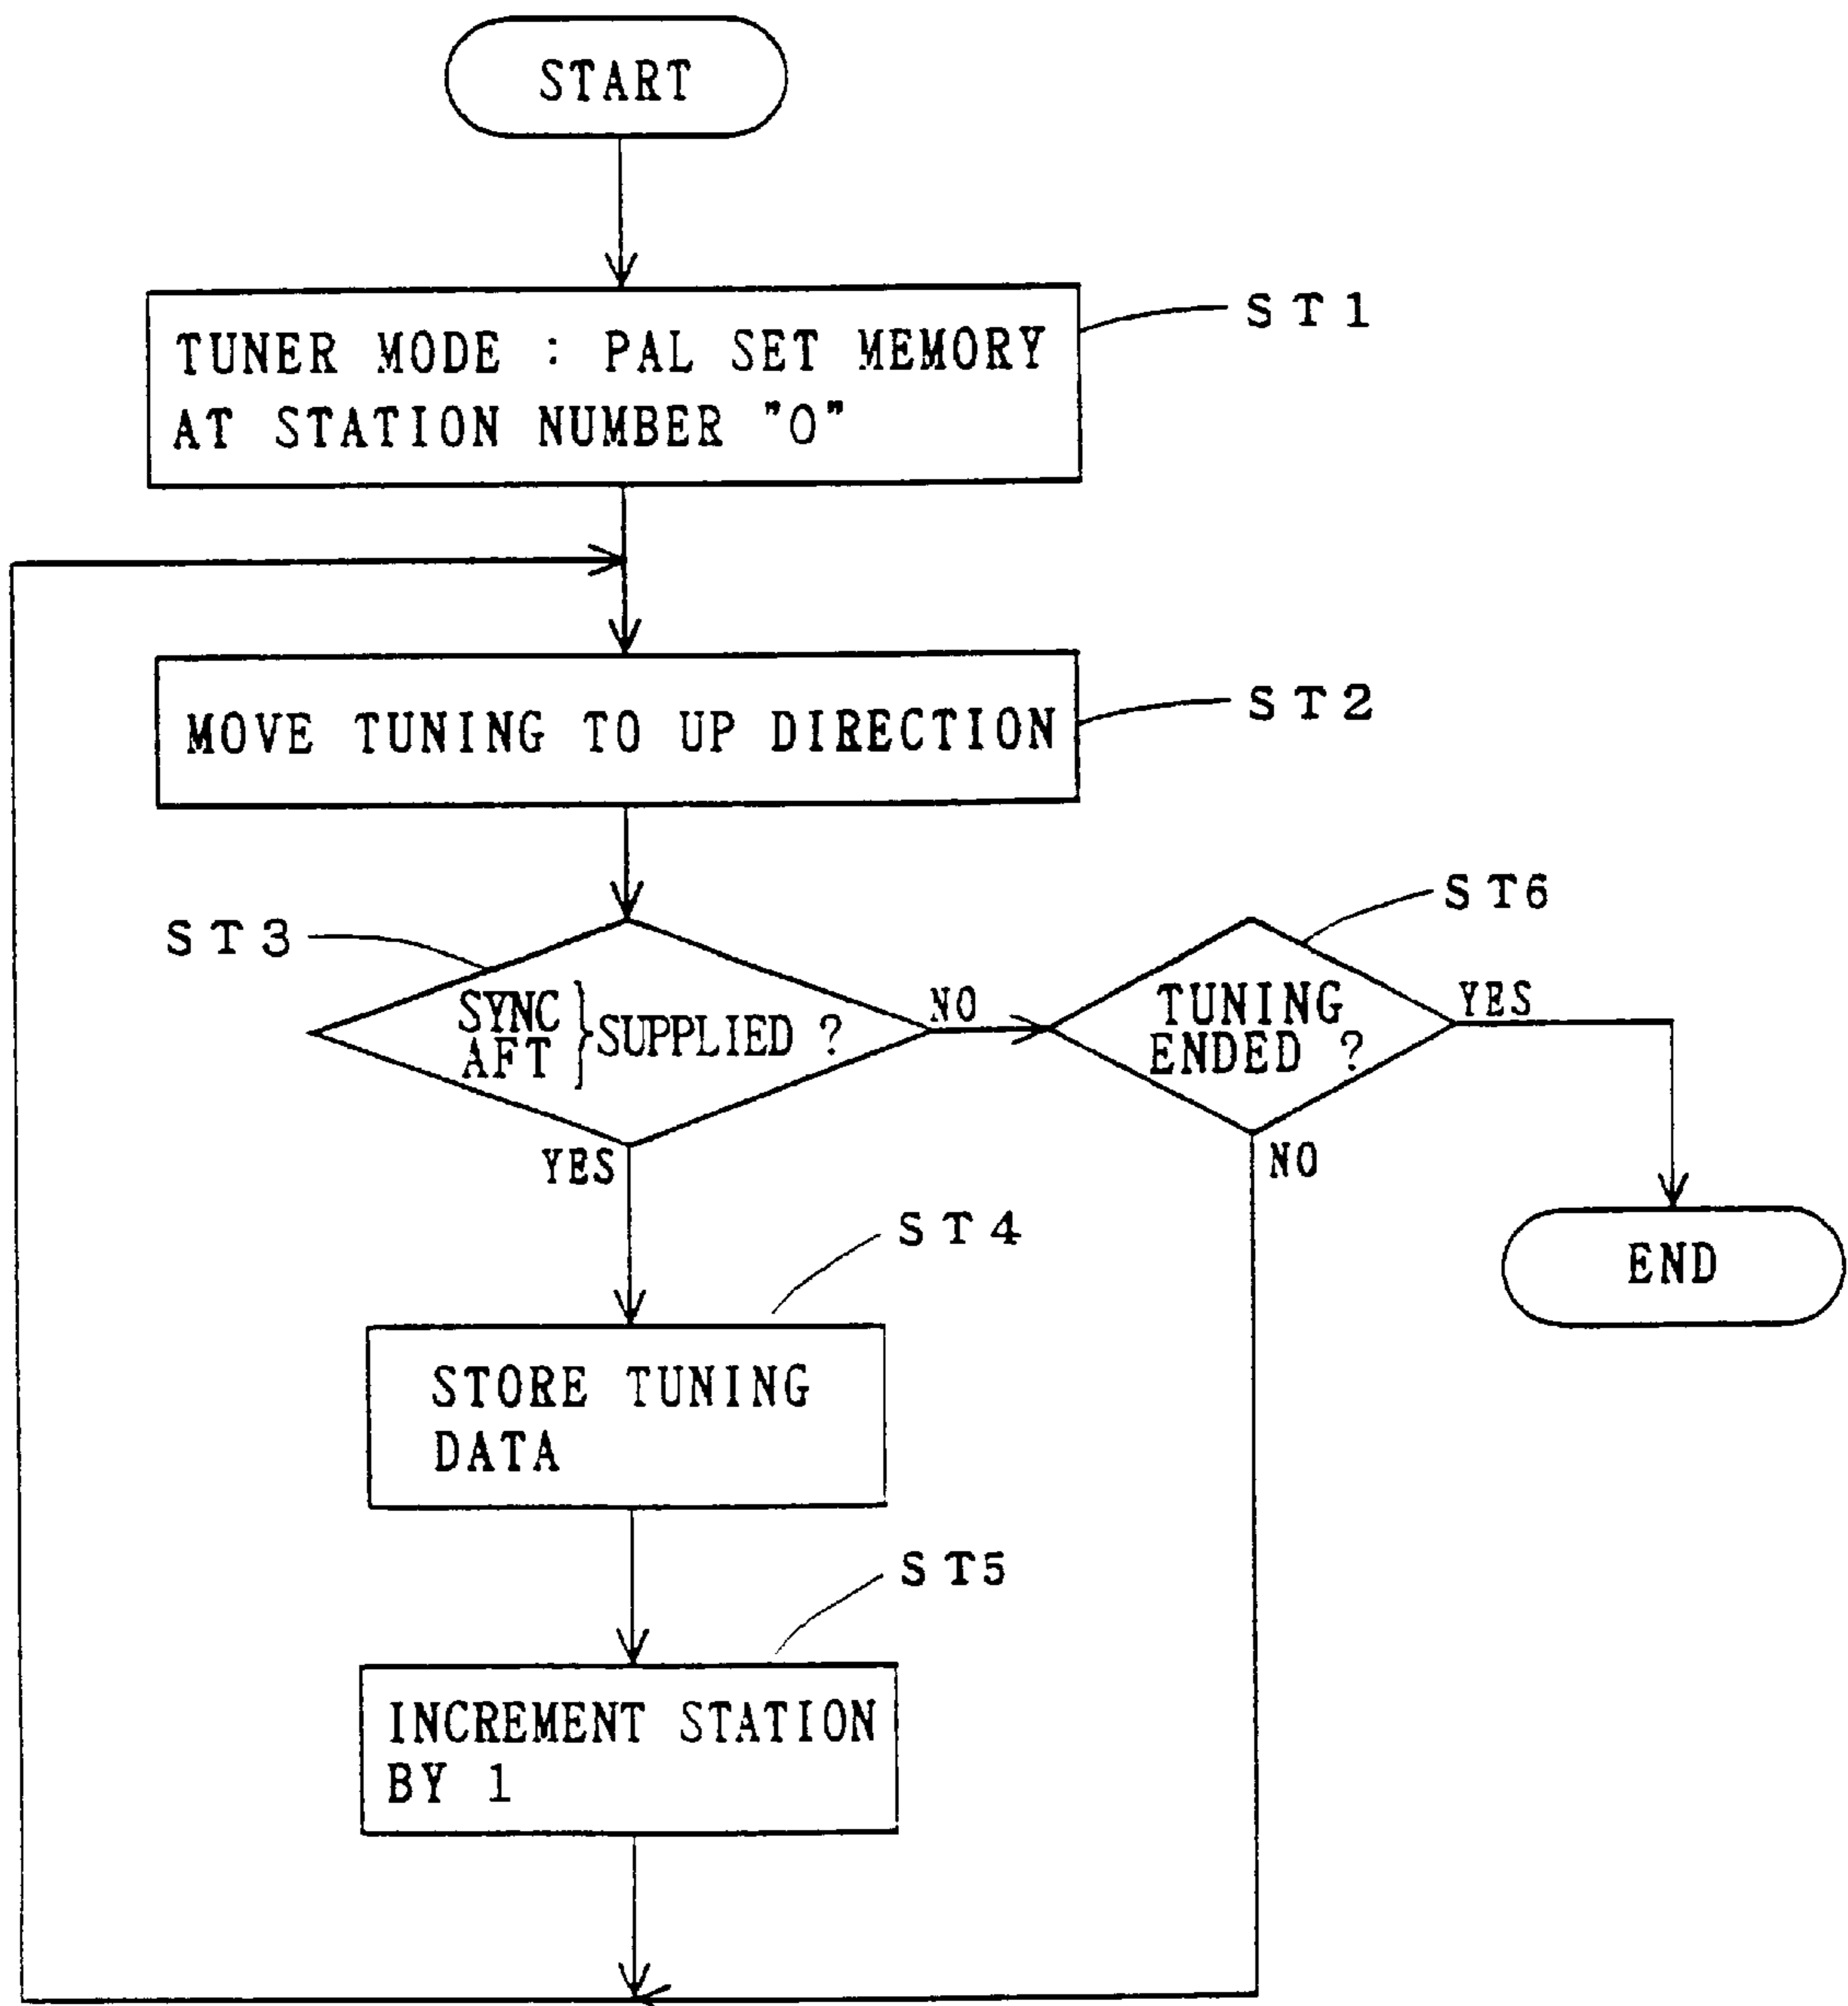 START
TUNER MODE : PAL SET MEMORY
AT STATION NUMBER "0"
ST1
MOVE TUNING TO UP DIRECTION
ST2
ST3
SYNC
AFT
}SUPPLIED ?
NO
YES
ST6
TUNING
ENDED ?
YES
NO
END
STORE TUNING
DATA
ST4
INCREMENT STATION
BY 1
ST5